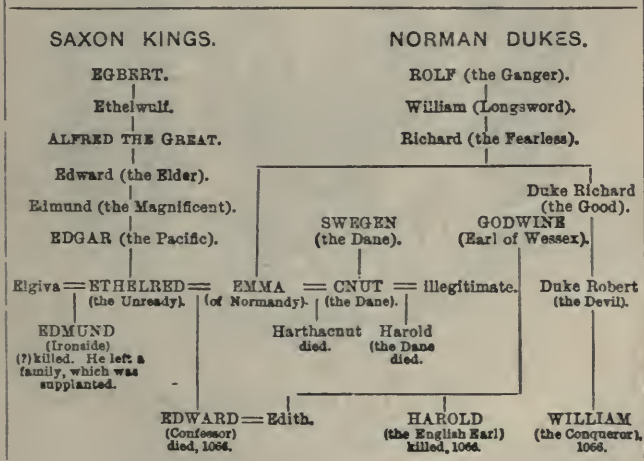 SAXON KINGS.
NORMAN DUKES.
EGBERT.
ROLF (the Ganger).
Ethelwulf.
William (Longsword).
ALFRED THE GREAT.
Richard (the Fearless).
Edward (the Elder).
Duke Richard
(the Good).
Edmund (the Magnificent).
SWEGEN
(the Dane).
GODWINE
(Earl of Wessex).
EDGAR (the Pacific).
Elgiva = ETHELRED = EMMA = CNUT = illegitimate.
(the Unready). (of Normandy). (the Dane).
Duke Robert
(the Devil).
EDMUND
(Ironside)
(?) killed. He left a
family, which was
supplanted.
Harthacnut
died.
Harold
(the Dane
died.
EDWARD = Edith.
(Confessor)
died, 1066.
HAROLD
(the English Earl)
killed, 1066.
WILLIAM
(the Conqueror),
1066.